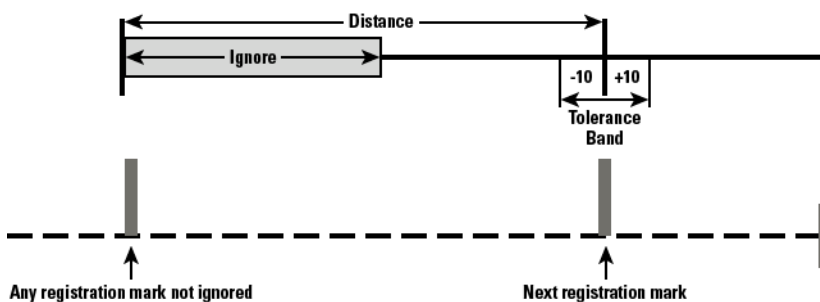 Distance
Ignore
-10 +10
Tolerance
Band
Any registration mark not ignored
Next registration mark